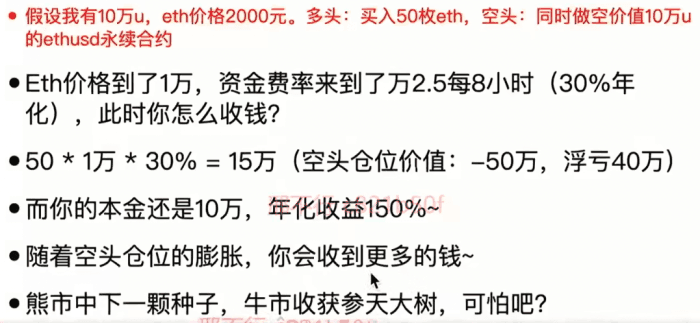 • 假设我有10万u，eth价格2000元。多头：买入50枚eth，空头：同时做空价值10万u
的ethusd永续合约
• Eth价格到了1万，资金费率来到了万2.5每8小时（30%年
化），此时你怎么收钱？
• 50 * 1万 * 30% = 15万（空头仓位价值：-50万，浮亏40万）
• 而你的本金还是10万，年化收益150%~
• 随着空头仓位的膨胀，你会收到更多的钱~
• 熊市中下一颗种子，牛市收获参天大树，可怕吧？